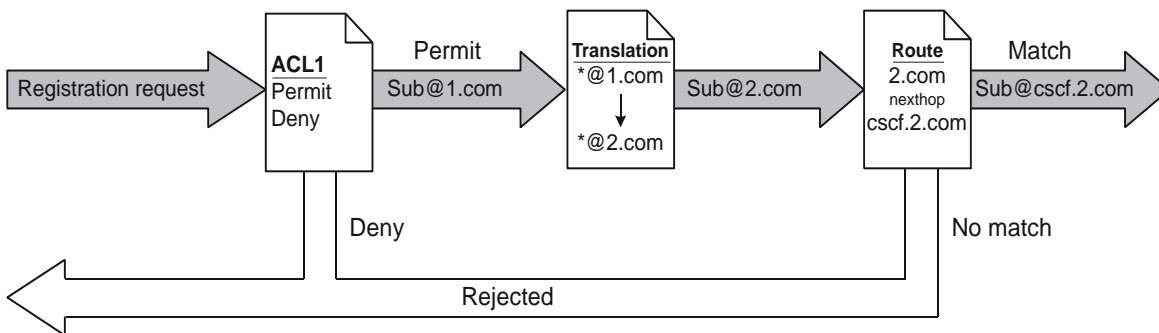 Registration request
ACL1
Permit
Deny
Permit
Sub@1.com
Translation
*@1.com
*@2.com
Sub@2.com
Route
2.com
nexthop
cscf.2.com
Match
Sub@cscf.2.com
Deny
No match
Rejected